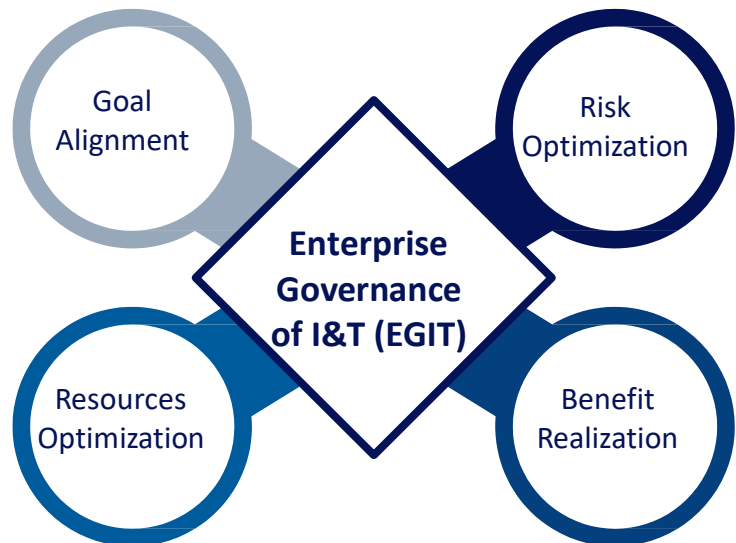 Goal
Alignment
Risk
Optimization
Enterprise
Governance
of I&T (EGIT)
Resources
Optimization
Benefit
Realization